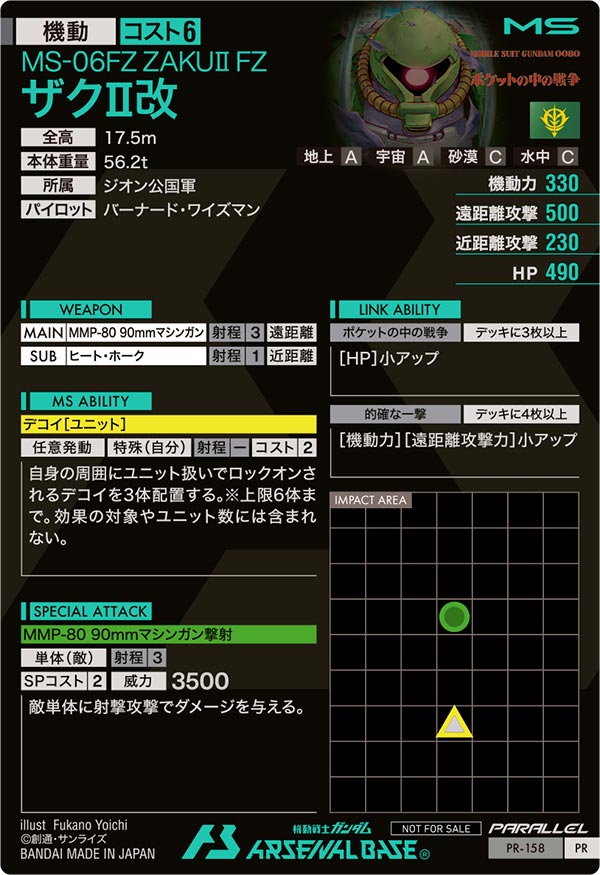 機動 コスト6 MS
MS-06FZ ZAKUⅡ FZ
MOBILE SUIT GUNDAM 0080
ザクⅡ改
ポケットの中の戦争
全高 17.5m
本体重量 56.2t
地上 A 宇宙 A 砂漠 C 水中 C
所属 ジオン公国軍
機動力 330
パイロット バーナード・ワイズマン
遠距離攻撃 500
近距離攻撃 230
HP 490
WEAPON
MAIN MMP-80 90mmマシンガン 射程 3 遠距離
SUB ヒート・ホーク 射程 1 近距離
LINK ABILITY
ポケットの中の戦争 デッキに3枚以上
[HP]小アップ
的確な一撃 デッキに4枚以上
[機動力][遠距離攻撃力]小アップ
MS ABILITY
デコイ[ユニット]
任意発動 特殊(自分) 射程 ー コスト 2
自身の周囲にユニット扱いでロックオンさ
れるデコイを3体配置する。※上限6体ま
で。効果の対象やユニット数には含まれ
ない。
IMPACT AREA
SPECIAL ATTACK
MMP-80 90mmマシンガン撃射
単体(敵) 射程 3
SPコスト 2 威力 3500
敵単体に射撃攻撃でダメージを与える。
illust Fukano Yoichi
©創通・サンライズ
BANDAI MADE IN JAPAN
機動戦士ガンダム
ARSENAL BASE®
NOT FOR SALE PARALLEL
PR-158 PR